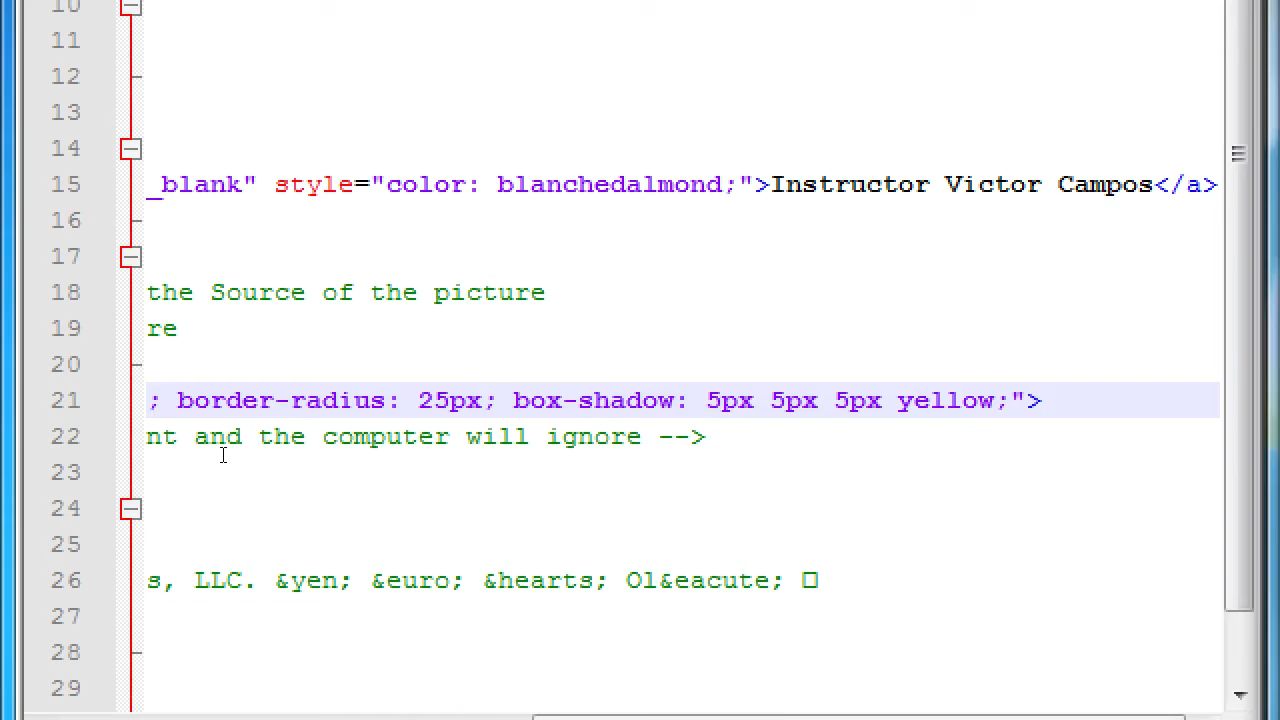 10
11
12
13
14
15 _blank" style="color: blanchedalmond;">Instructor Victor Campos</a>
16
17
18 the Source of the picture
19 re
20
21 ; border-radius: 25px; box-shadow: 5px 5px 5px yellow;">
22 nt and the computer will ignore -->
23
24
25
26 s, LLC. &yen; &euro; &hearts; Ol&eacute; □
27
28
29